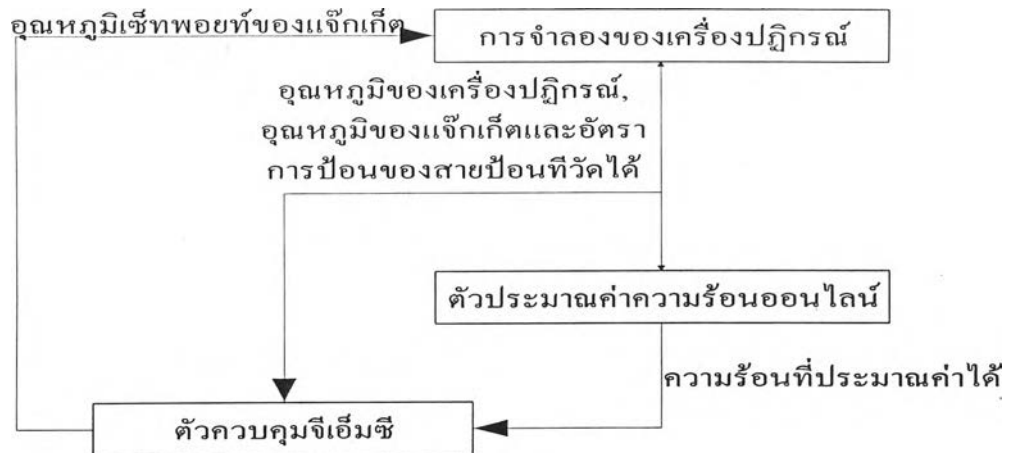 อุณหภูมิเซ็ทพอยท์ของแจ๊กเก็ต
การจำลองของเครื่องปฏิกรณ์
อุณหภูมิของเครื่องปฏิกรณ์,
อุณหภูมิของแจ๊กเก็ตและอัตรา
การป้อนของสายป้อนที่วัดได้
ตัวประมาณค่าความร้อนออนไลน์
ความร้อนที่ประมาณค่าได้
ตัวควบคุมจีเอ็มซี